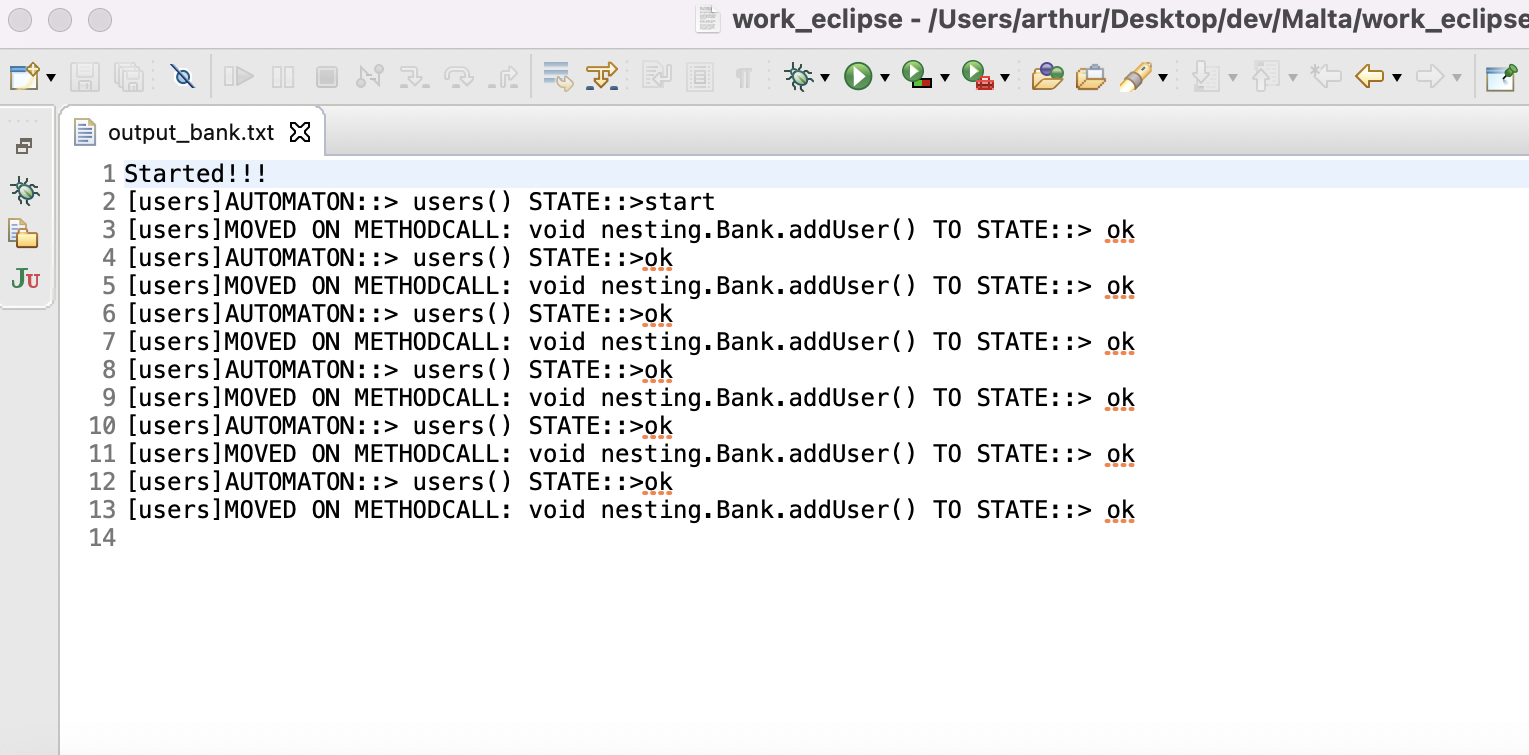 work_eclipse - /Users/arthur/Desktop/dev/Malta/work_eclipse
output_bank.txt
1 Started!!!
2 [users]AUTOMATON::> users() STATE::>start
3 [users]MOVED ON METHODCALL: void nesting.Bank.addUser() TO STATE::> ok
4 [users]AUTOMATON::> users() STATE::>ok
5 [users]MOVED ON METHODCALL: void nesting.Bank.addUser() TO STATE::> ok
6 [users]AUTOMATON::> users() STATE::>ok
7 [users]MOVED ON METHODCALL: void nesting.Bank.addUser() TO STATE::> ok
8 [users]AUTOMATON::> users() STATE::>ok
9 [users]MOVED ON METHODCALL: void nesting.Bank.addUser() TO STATE::> ok
10 [users]AUTOMATON::> users() STATE::>ok
11 [users]MOVED ON METHODCALL: void nesting.Bank.addUser() TO STATE::> ok
12 [users]AUTOMATON::> users() STATE::>ok
13 [users]MOVED ON METHODCALL: void nesting.Bank.addUser() TO STATE::> ok
14
JU